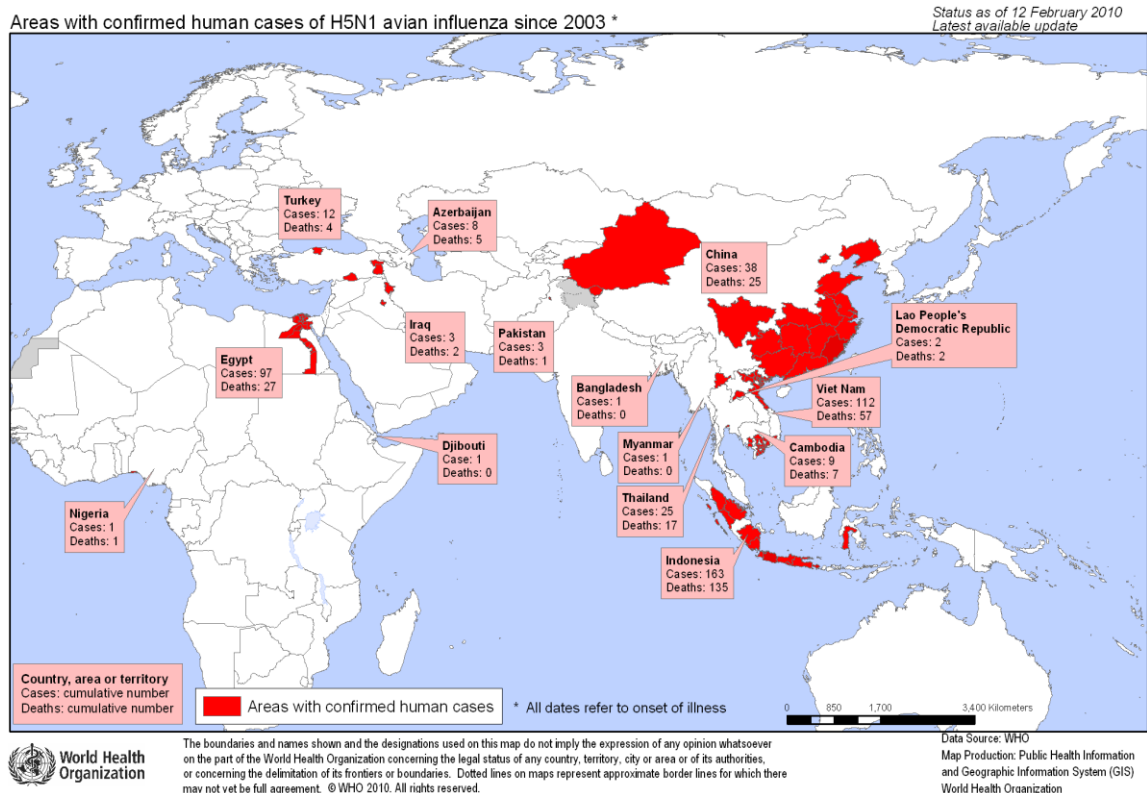 Areas with confirmed human cases of H5N1 avian influenza since 2003 *
Status as of 12 February 2010
Latest available update
Turkey
Cases: 12
Deaths: 4
Azerbaijan
Cases: 8
Deaths: 5
China
Cases: 38
Deaths: 25
Lao People's
Democratic Republic
Cases: 2
Deaths: 2
Iraq
Cases: 3
Deaths: 2
Pakistan
Cases: 3
Deaths: 1
Egypt
Cases: 97
Deaths: 27
Bangladesh
Cases: 1
Deaths: 0
Viet Nam
Cases: 112
Deaths: 57
Djibouti
Case: 1
Deaths: 0
Myanmar
Cases: 1
Deaths: 0
Cambodia
Cases: 9
Deaths: 7
Nigeria
Cases: 1
Deaths: 1
Thailand
Cases: 25
Deaths: 17
Indonesia
Cases: 163
Deaths: 135
Country, area or territory
Cases: cumulative number
Deaths: cumulative number
Areas with confirmed human cases
* All dates refer to onset of illness
0 850 1,700 3,400 Kilometers
World Health
Organization
The boundaries and names shown and the designations used on this map do not imply the expression of any opinion whatsoever
on the part of the World Health Organization concerning the legal status of any country, territory, city or area or of its authorities,
or concerning the delimitation of its frontiers or boundaries. Dotted lines on maps represent approximate border lines for which there
may not yet be full agreement. © WHO 2010. All rights reserved.
Data Source: WHO
Map Production: Public Health Information
and Geographic Information System (GIS)
World Health Organization